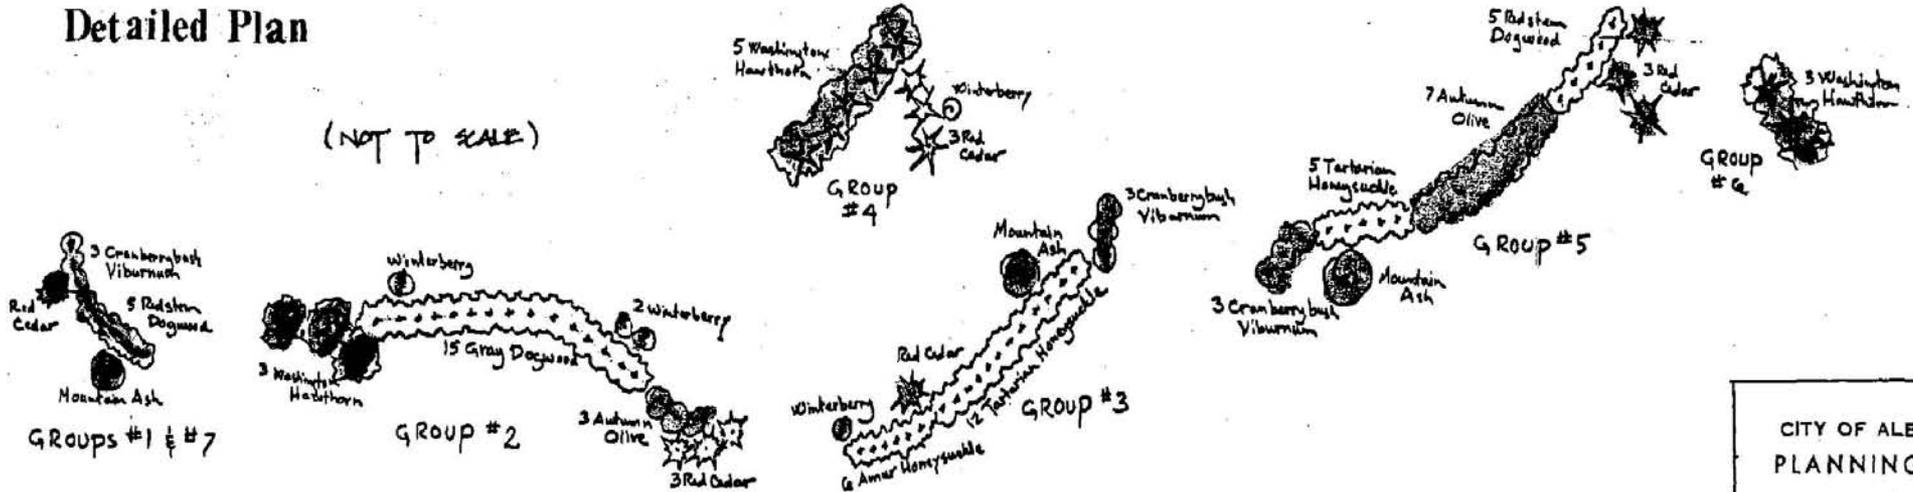 Detailed Plan
(NOT TO SCALE)
3 Cranberrybush
Viburnum
Red
Cedar
5 Redstem
Dogwood
Mountain Ash
GROUPS #1 & #7
Winterberry
2 Winterberry
15 Gray Dogwood
3 Washington
Hawthorn
GROUP #2
3 Autumn
Olive
3 Red Cedar
5 Washington
Hawthorn
Winterberry
3 Red
Cedar
GROUP
#4
3 Cranberrybush
Viburnum
Mountain
Ash
Red Cedar
12 Tartarian Honeysuckle
Winterberry
6 Amur Honeysuckle
GROUP #3
5 Redstem
Dogwood
3 Red
Cedar
7 Autumn
Olive
5 Tartarian
Honeysuckle
GROUP #5
3 Cranberrybush
Viburnum
Mountain
Ash
3 Washington
Hawthorn
GROUP
#6
CITY OF ALE
PLANNING